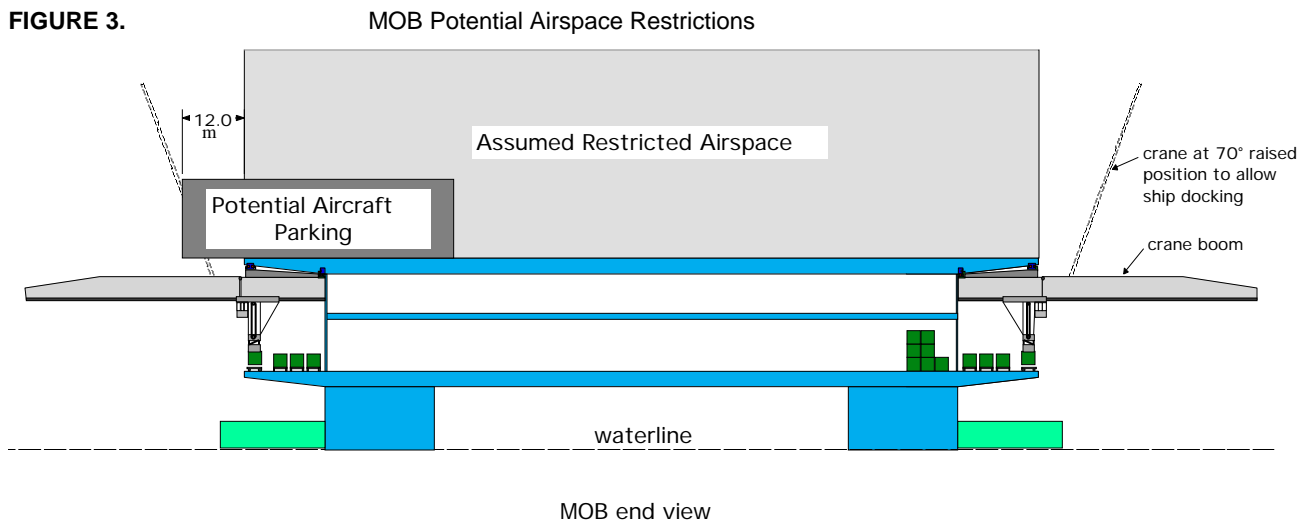 FIGURE 3. MOB Potential Airspace Restrictions
12.0
m
Assumed Restricted Airspace
crane at 70° raised
position to allow
ship docking
Potential Aircraft
Parking
crane boom
waterline
MOB end view